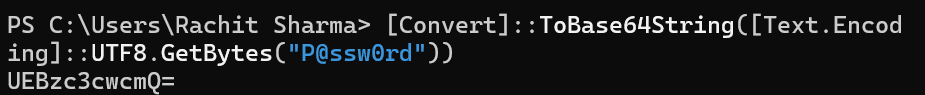 PS C:\Users\Rachit Sharma> [Convert]::ToBase64String([Text.Encod
ing]::UTF8.GetBytes("P@ssw0rd"))
UEBzc3cwcmQ=